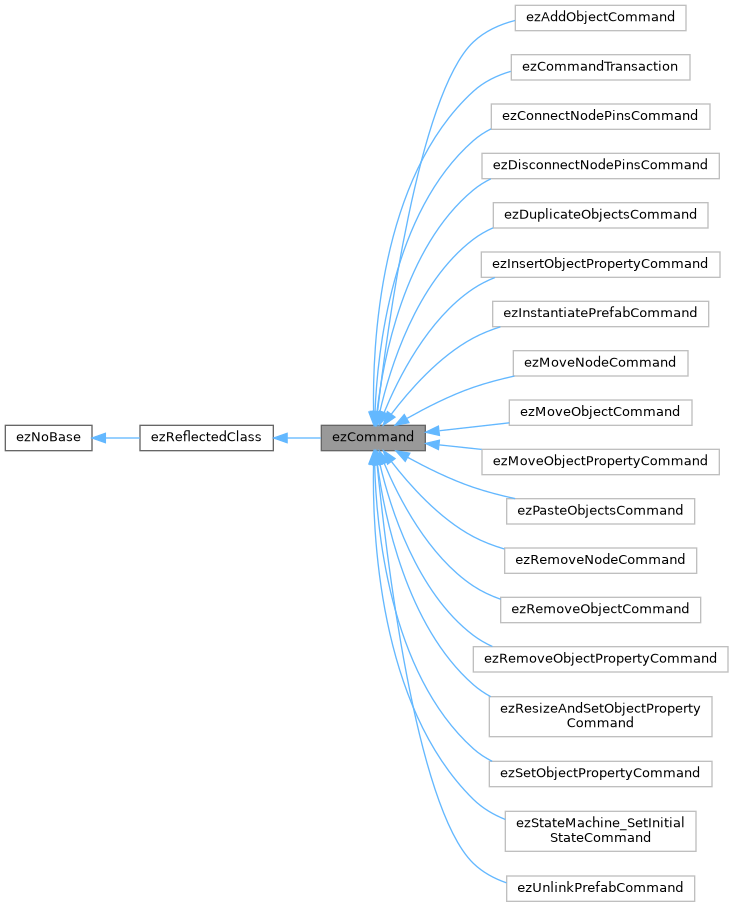 ezAddObjectCommand
ezCommandTransaction
ezConnectNodePinsCommand
ezDisconnectNodePinsCommand
ezDuplicateObjectsCommand
ezInsertObjectPropertyCommand
ezInstantiatePrefabCommand
ezMoveNodeCommand
ezMoveObjectCommand
ezNoBase
ezReflectedClass
ezCommand
ezMoveObjectPropertyCommand
ezPasteObjectsCommand
ezRemoveNodeCommand
ezRemoveObjectCommand
ezRemoveObjectPropertyCommand
ezResizeAndSetObjectProperty
Command
ezSetObjectPropertyCommand
ezStateMachine_SetInitial
StateCommand
ezUnlinkPrefabCommand